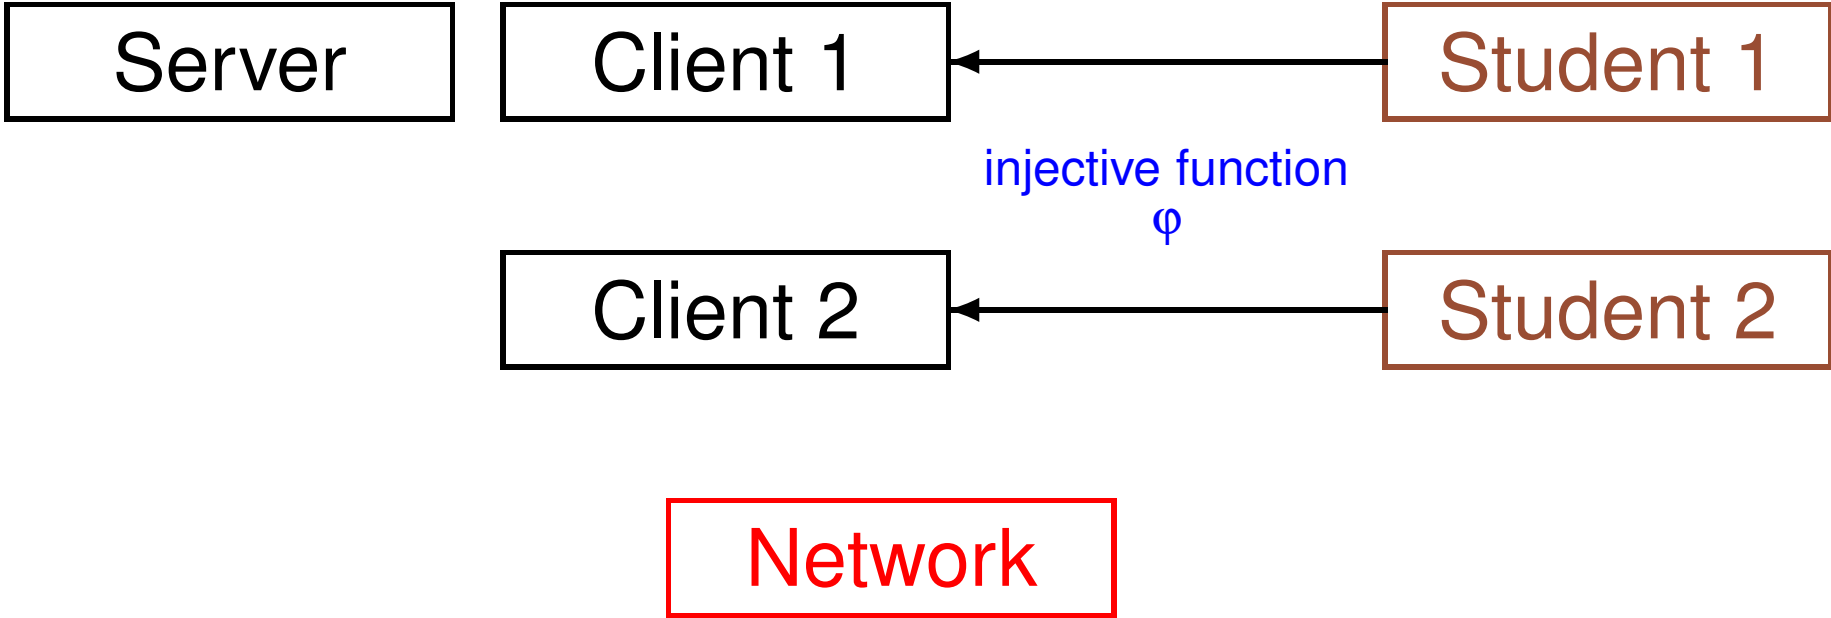 Server
Client 1
Student 1
injective function
φ
Client 2
Student 2
Network